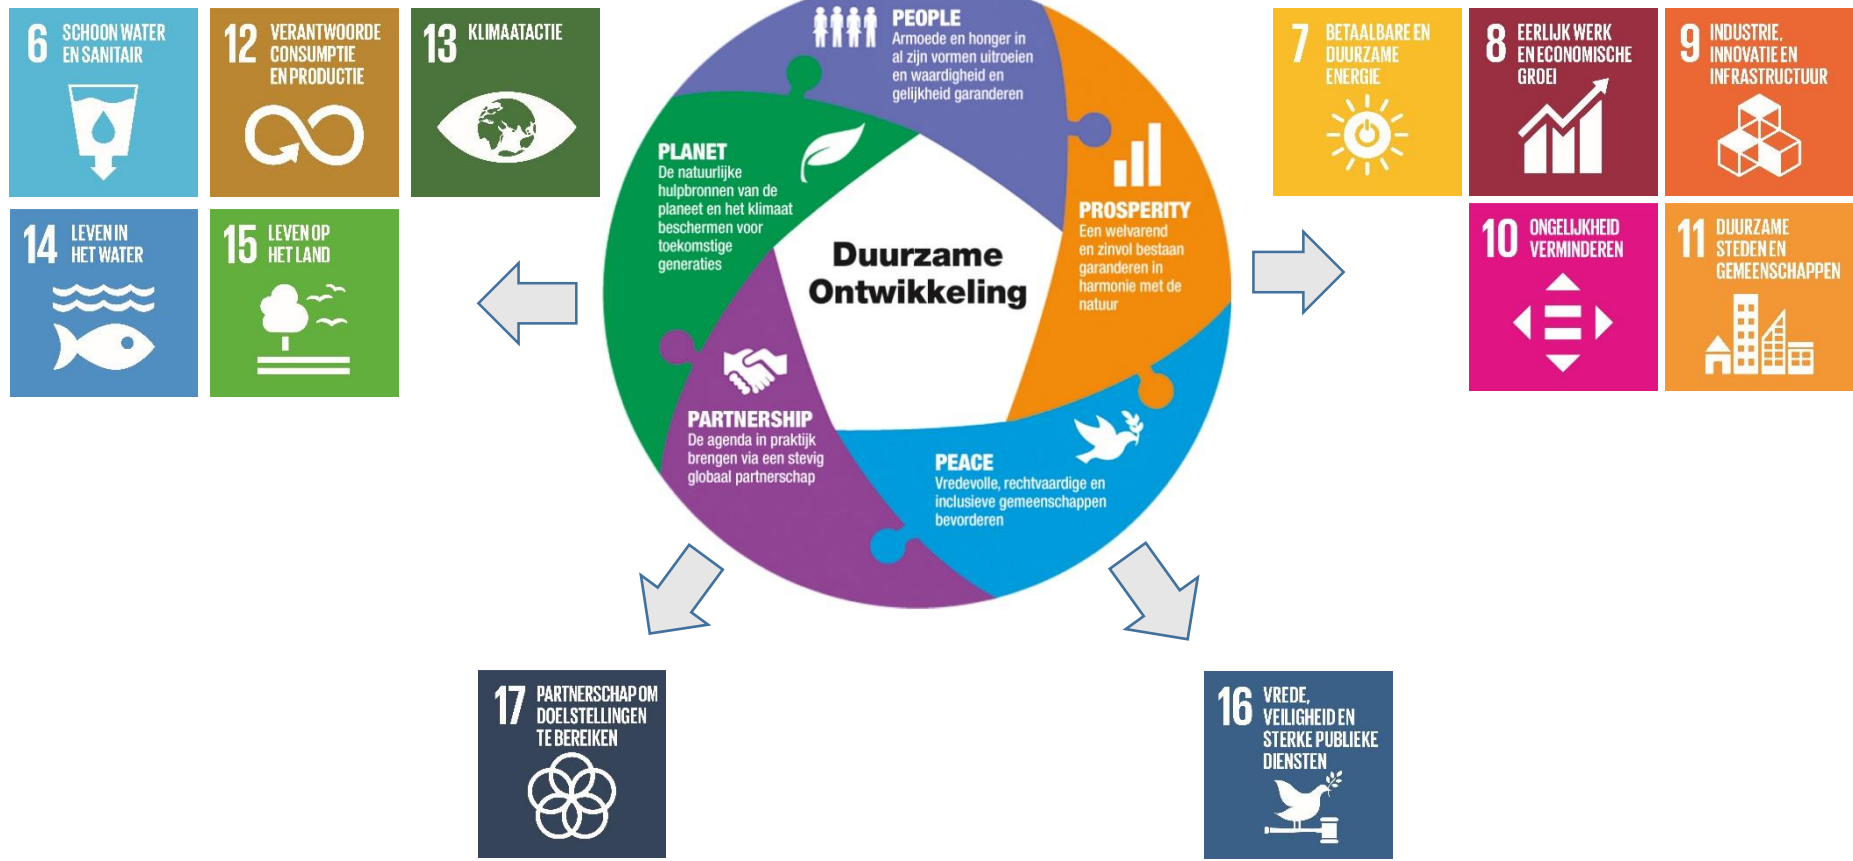 6 SCHOON WATER
EN SANITAIR
12 VERANTWOORDE
CONSUMPTIE
EN PRODUCTIE
13 KLIMAATACTIE
14 LEVEN IN
HET WATER
15 LEVEN OP
HET LAND
PEOPLE
Armoede en honger in
al zijn vormen uitroeien
en waardigheid en
gelijkheid garanderen
PLANET
De natuurlijke
hulpbronnen van de
planeet en het klimaat
beschermen voor
toekomstige
generaties
PROSPERITY
Een welvarend
en zinvol bestaan
garanderen in
harmonie met de
natuur
Duurzame
Ontwikkeling
PARTNERSHIP
De agenda in praktijk
brengen via een stevig
globaal partnerschap
PEACE
Vredevolle, rechtvaardige en
inclusieve gemeenschappen
bevorderen
7 BETAALBARE EN
DUURZAME
ENERGIE
8 EERLIJK WERK
EN ECONOMISCHE
GROEI
9 INDUSTRIE,
INNOVATIE EN
INFRASTRUCTUUR
10 ONGELIJKHEID
VERMINDEREN
11 DUURZAME
STEDEN EN
GEMEENSCHAPPEN
17 PARTNERSCHAP OM
DOELSTELLINGEN
TE BEREIKEN
16 VREDE,
VEILIGHEID EN
STERKE PUBLIEKE
DIENSTEN